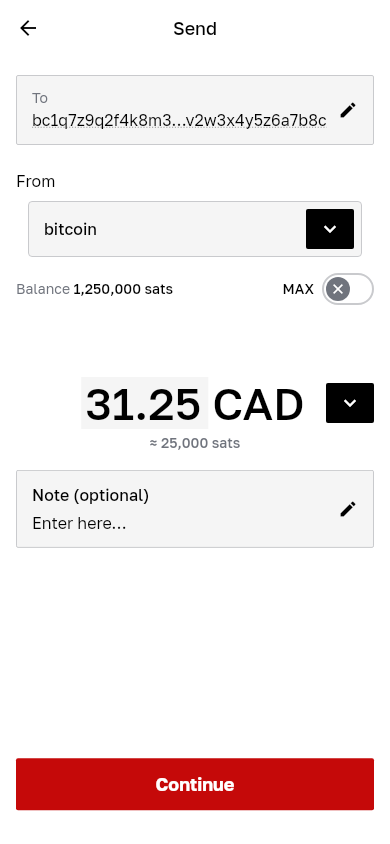 Send
To
bc1q7z9q2f4k8m3...v2w3x4y5z6a7b8c
From
bitcoin
Balance 1,250,000 sats MAX
31.25 CAD
≈ 25,000 sats
Note (optional)
Enter here...
Continue